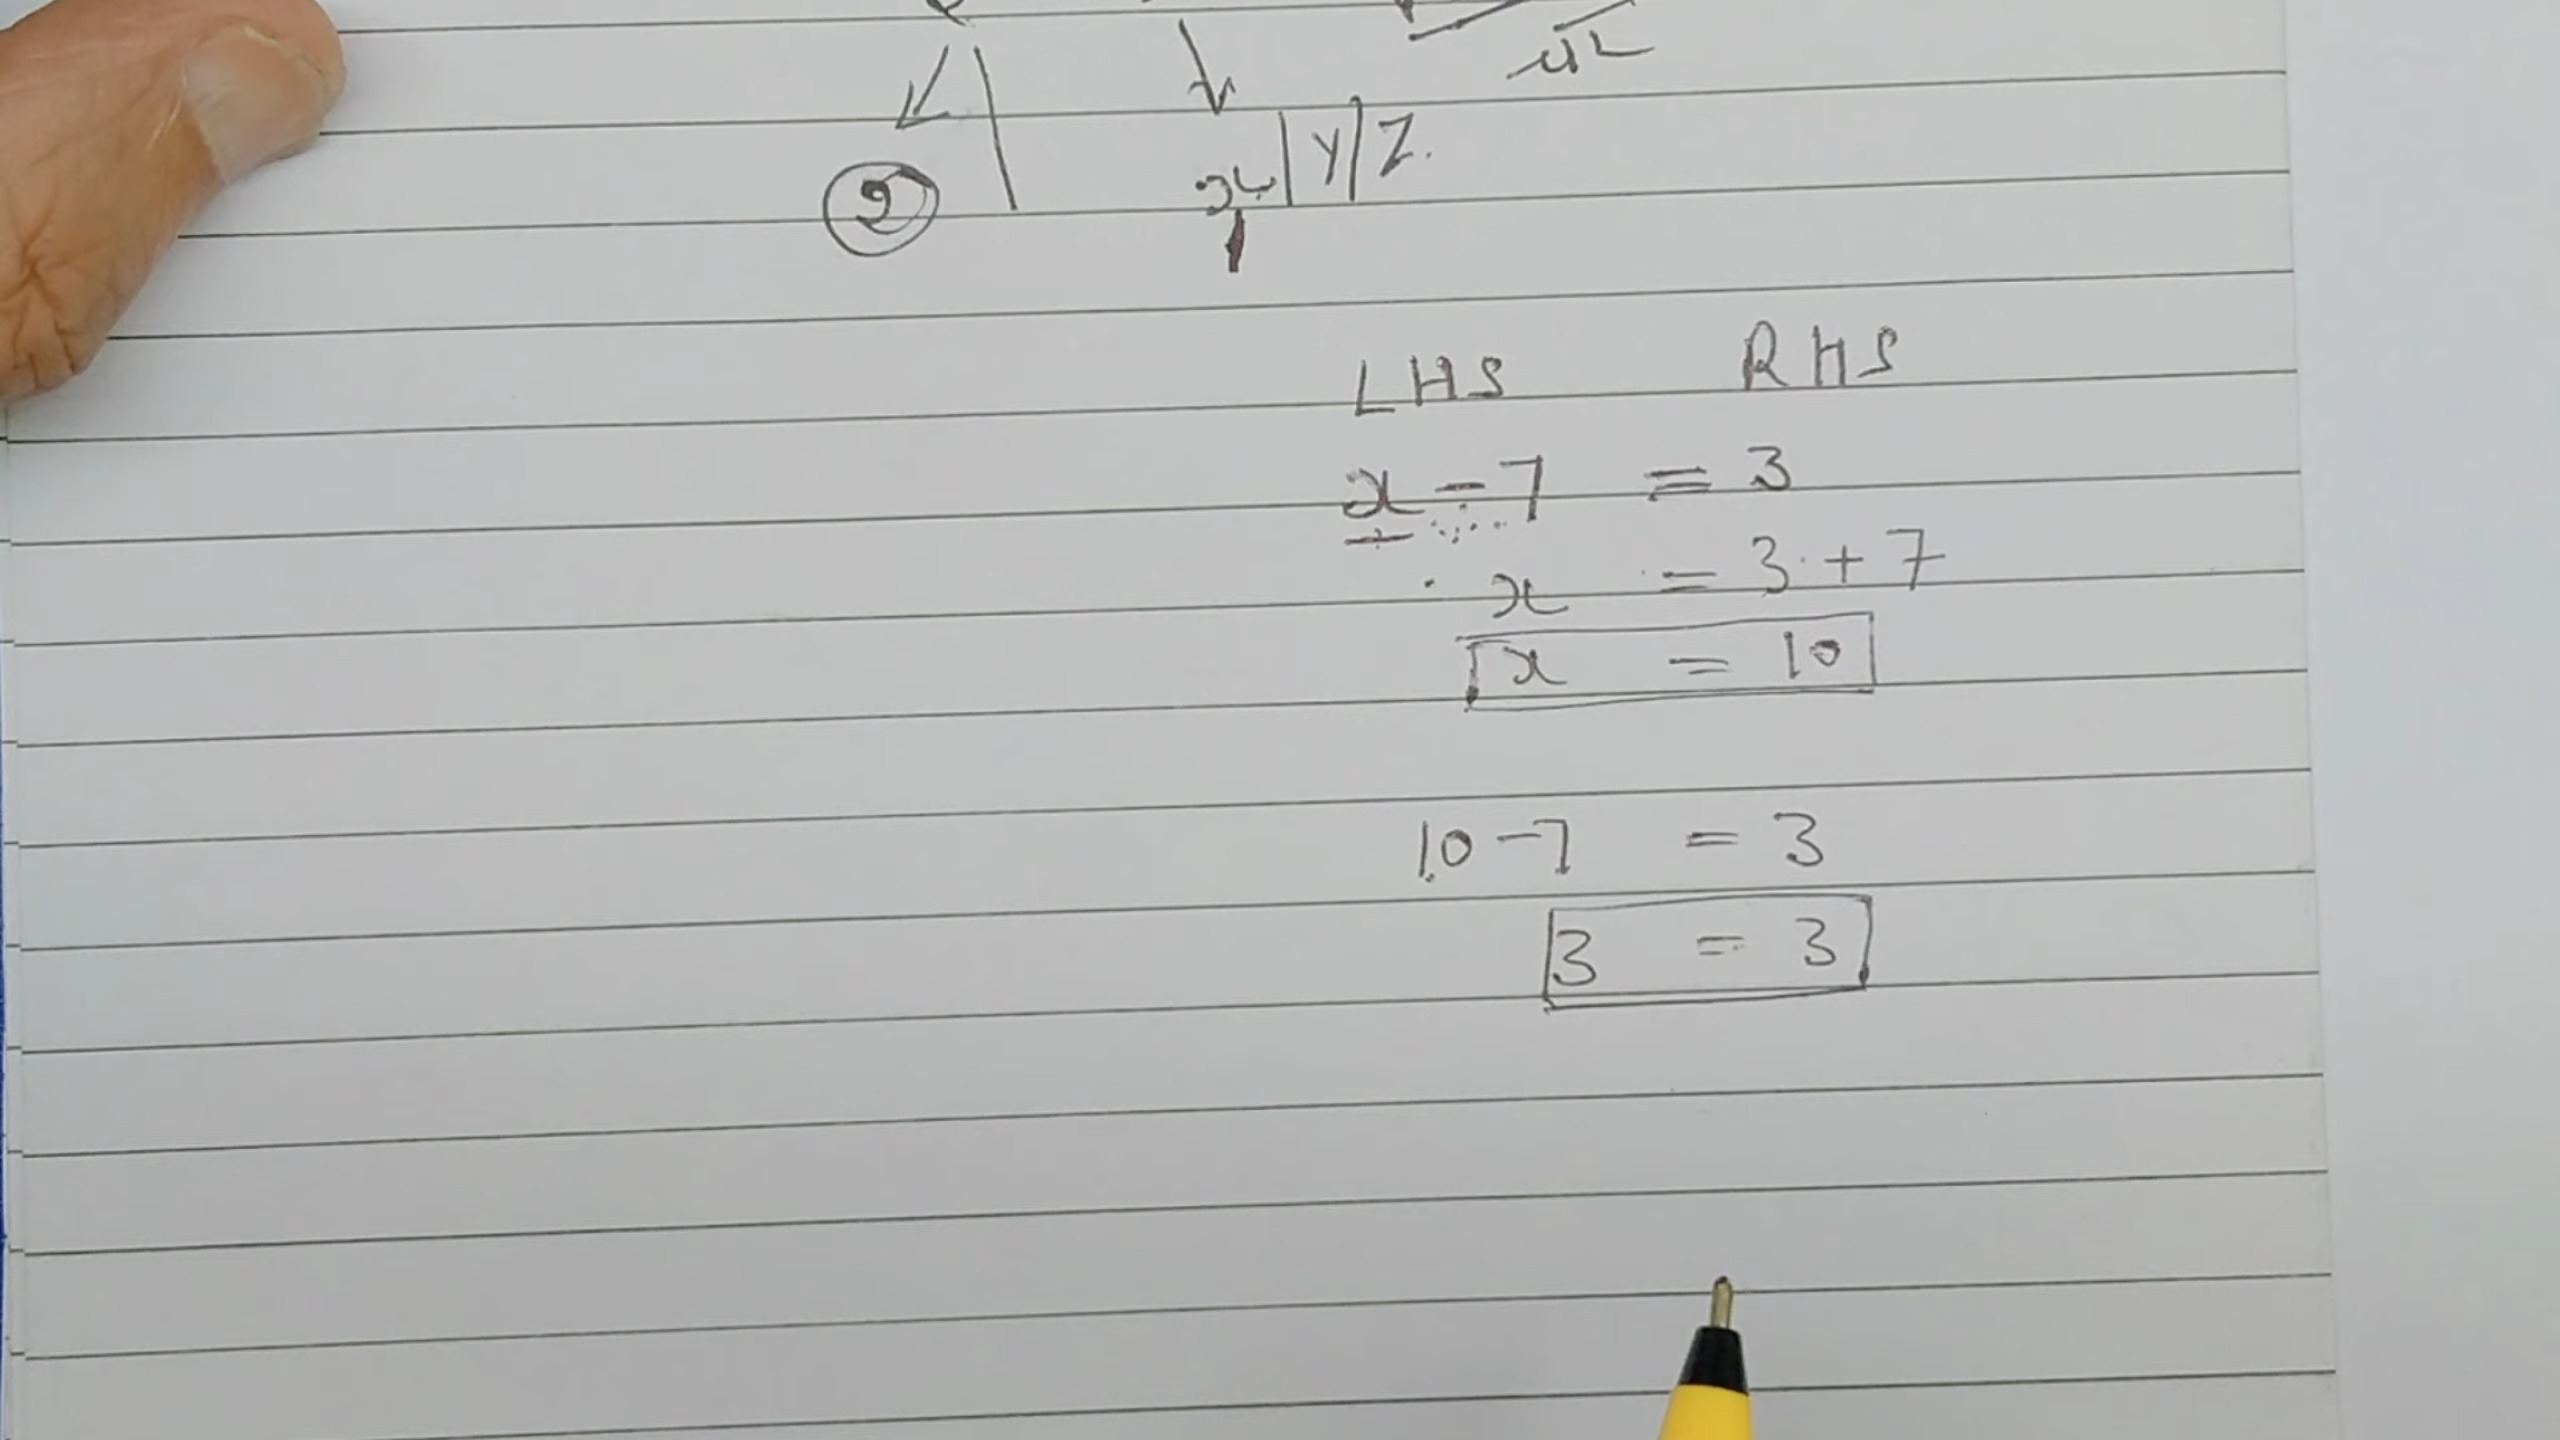 x | y | z.
LHS RHS
x - 7 = 3
x = 3 + 7
x = 10
10 - 7 = 3
3 = 3